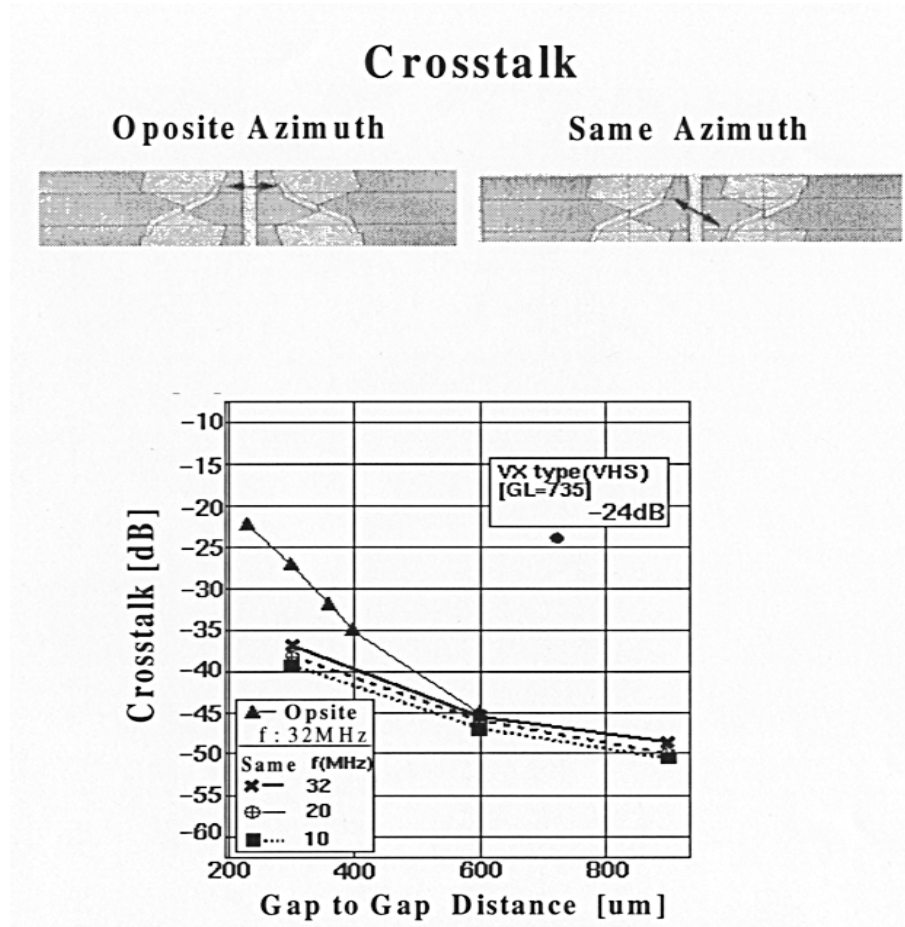 Crosstalk
Oposite Azimuth
Same Azimuth
Crosstalk [dB]
-10
-15
-20
-25
-30
-35
-40
-45
-50
-55
-60
VX type(VHS)
[GL=735]
-24dB
Opsite
f : 32MHz
Same f(MHz)
32
20
10
200 400 600 800
Gap to Gap Distance [um]